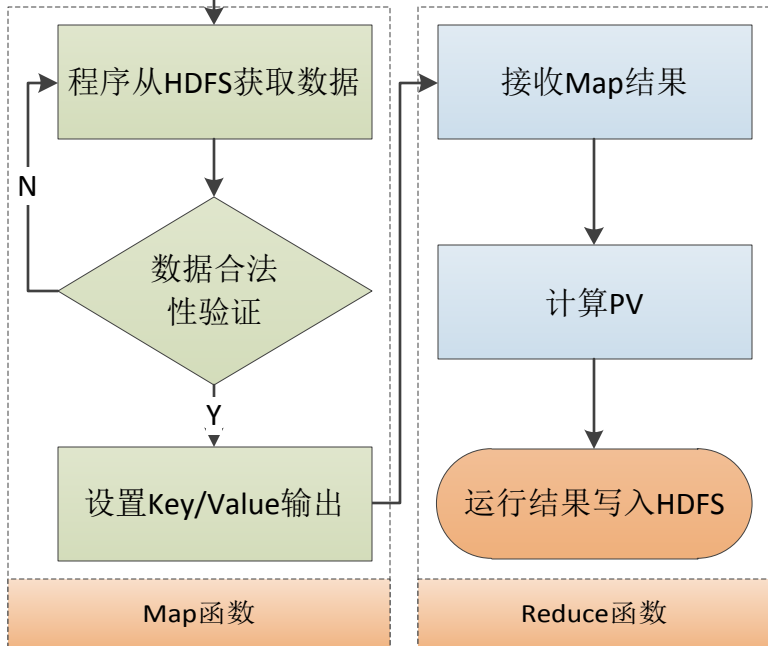 程序从HDFS获取数据
N
数据合法
性验证
Y
设置Key/Value输出
Map函数
接收Map结果
计算PV
运行结果写入HDFS
Reduce函数